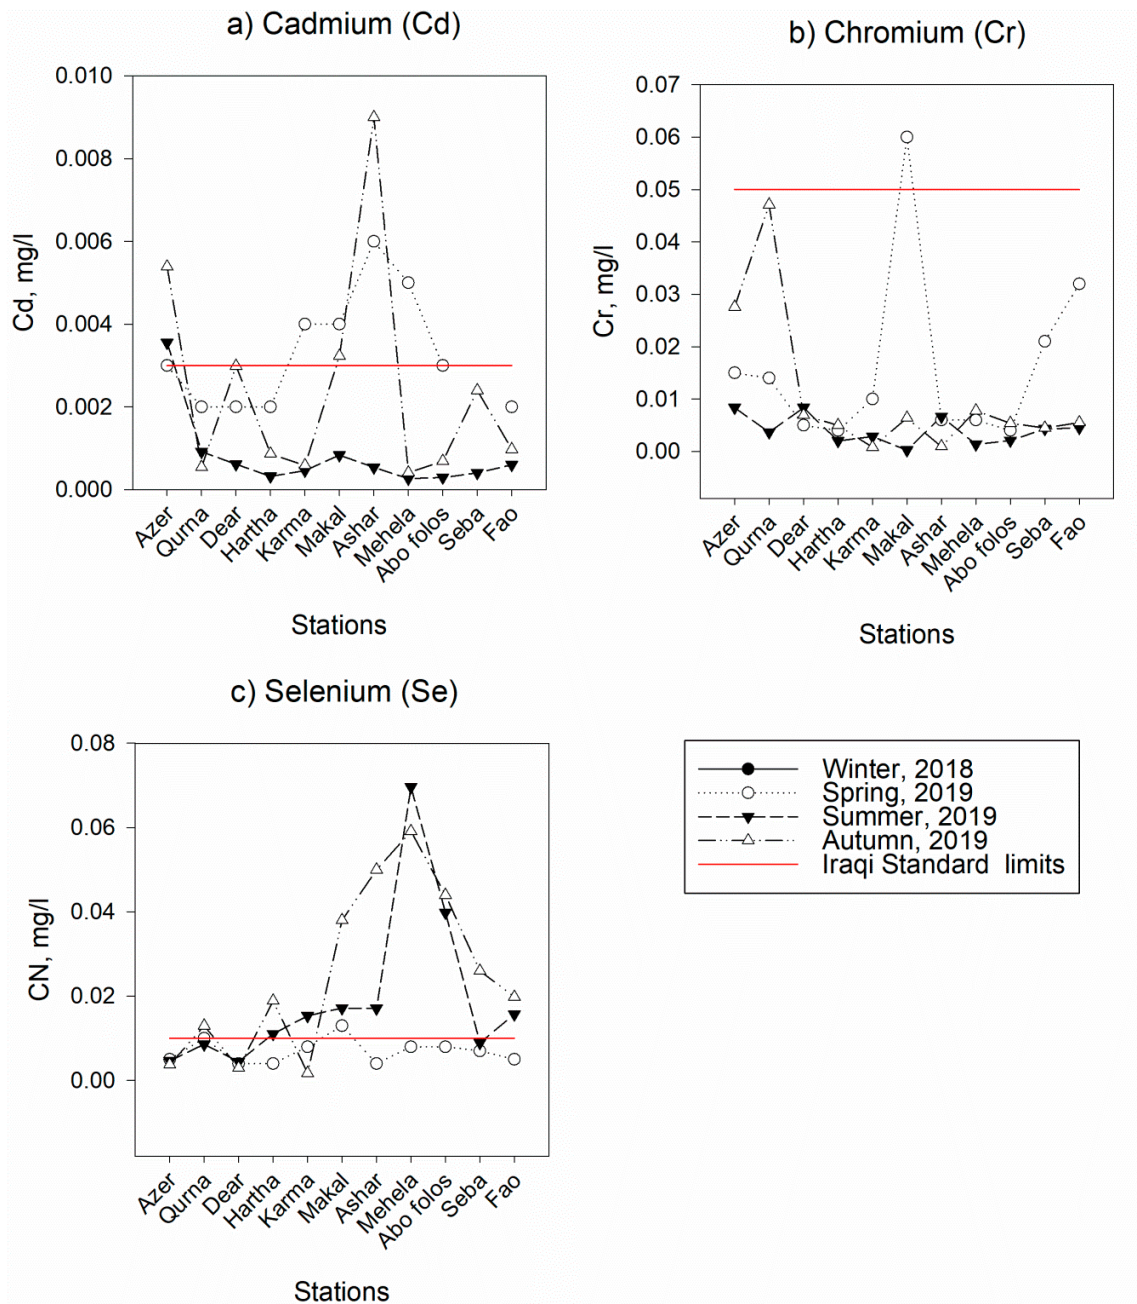 a) Cadmium (Cd)
0.010
0.008
0.006
0.004
0.002
0.000
Cd, mg/l
Azer
Qurna
Dear
Hartha
Karma
Makal
Ashar
Mehela
Abo folos
Seba
Fao
Stations
b) Chromium (Cr)
0.07
0.06
0.05
0.04
0.03
0.02
0.01
0.00
Cr, mg/l
Azer
Qurna
Dear
Hartha
Karma
Makal
Ashar
Mehela
Abo folos
Seba
Fao
Stations
c) Selenium (Se)
0.08
0.06
0.04
0.02
0.00
CN, mg/l
Azer
Qurna
Dear
Hartha
Karma
Makal
Ashar
Mehela
Abo folos
Seba
Fao
Stations
Winter, 2018
Spring, 2019
Summer, 2019
Autumn, 2019
Iraqi Standard limits